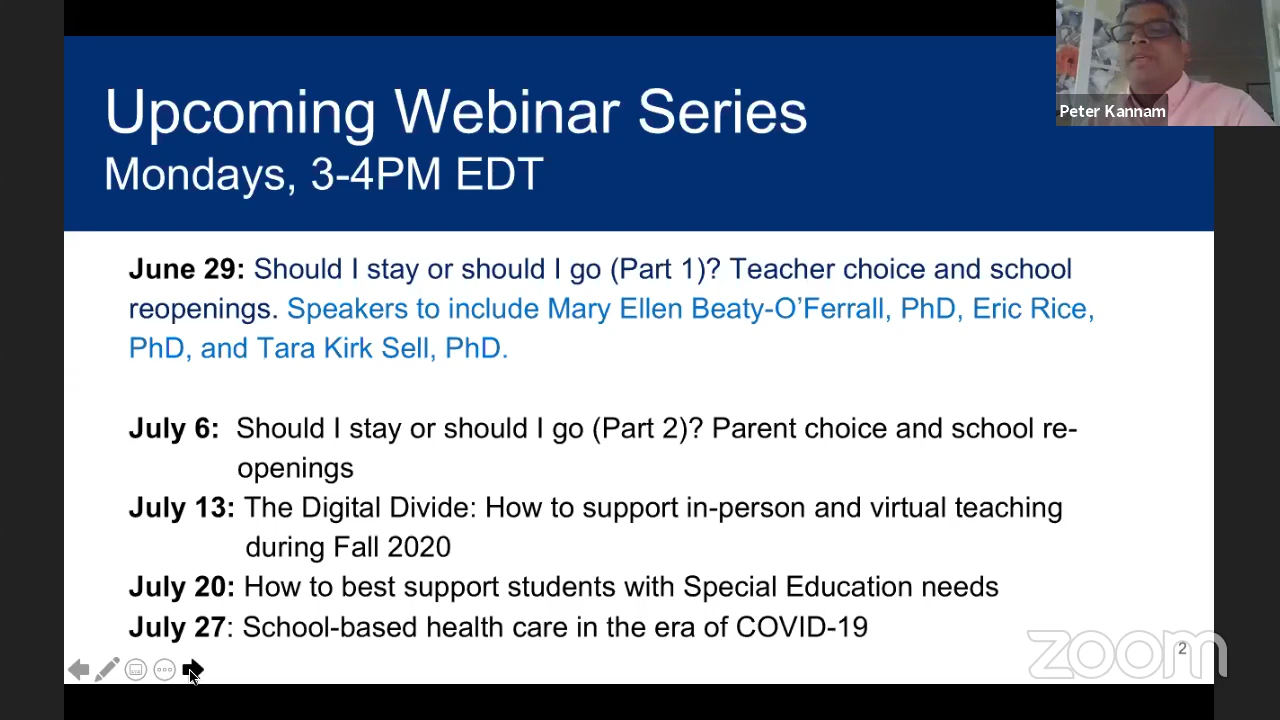 Peter Kannam
Upcoming Webinar Series
Mondays, 3-4PM EDT
June 29: Should I stay or should I go (Part 1)? Teacher choice and school
reopenings. Speakers to include Mary Ellen Beaty-O’Ferrall, PhD, Eric Rice,
PhD, and Tara Kirk Sell, PhD.
July 6: Should I stay or should I go (Part 2)? Parent choice and school re-
openings
July 13: The Digital Divide: How to support in-person and virtual teaching
during Fall 2020
July 20: How to best support students with Special Education needs
July 27: School-based health care in the era of COVID-19
2
zoom